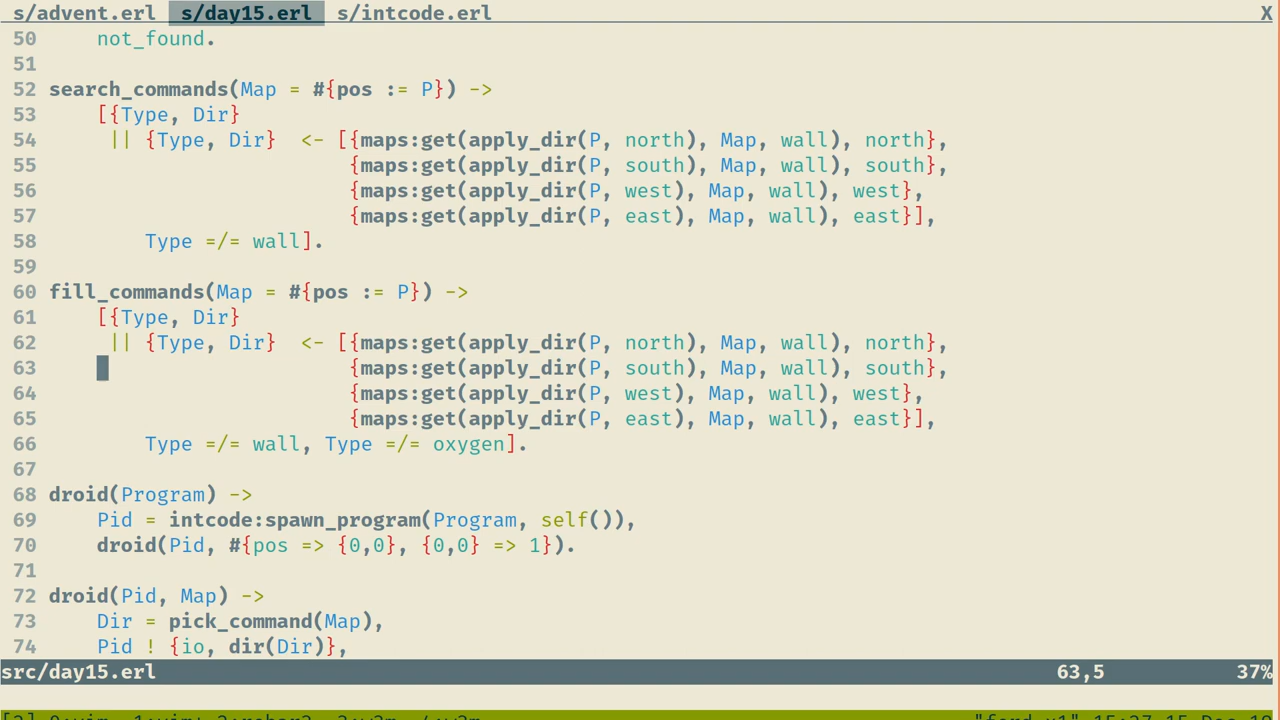 s/advent.erl s/day15.erl s/intcode.erl X
50     not_found.
51
52 search_commands(Map = #{pos := P}) ->
53     [{Type, Dir}
54      || {Type, Dir}  <- [{maps:get(apply_dir(P, north), Map, wall), north},
55                          {maps:get(apply_dir(P, south), Map, wall), south},
56                          {maps:get(apply_dir(P, west), Map, wall), west},
57                          {maps:get(apply_dir(P, east), Map, wall), east}],
58         Type =/= wall].
59
60 fill_commands(Map = #{pos := P}) ->
61     [{Type, Dir}
62      || {Type, Dir}  <- [{maps:get(apply_dir(P, north), Map, wall), north},
63                          {maps:get(apply_dir(P, south), Map, wall), south},
64                          {maps:get(apply_dir(P, west), Map, wall), west},
65                          {maps:get(apply_dir(P, east), Map, wall), east}],
66         Type =/= wall, Type =/= oxygen].
67
68 droid(Program) ->
69     Pid = intcode:spawn_program(Program, self()),
70     droid(Pid, #{pos => {0,0}, {0,0} => 1}).
71
72 droid(Pid, Map) ->
73     Dir = pick_command(Map),
74     Pid ! {io, dir(Dir)},
src/day15.erl 63,5 37%